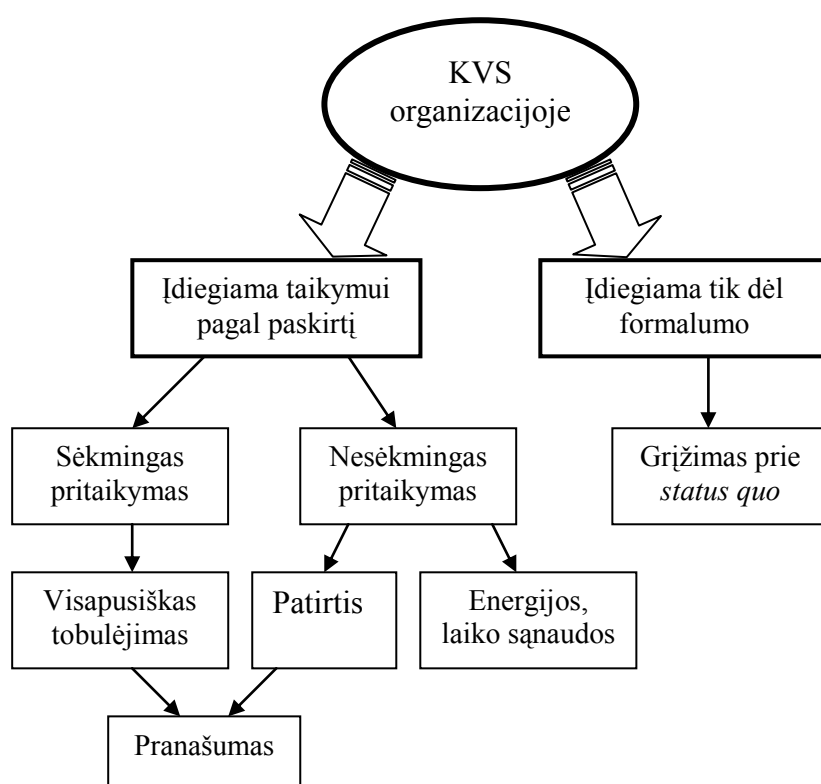 KVS
organizacijoje
Įdiegiama taikymui
pagal paskirtį
Įdiegiama tik dėl
formalumo
Sėkmingas
pritaikymas
Nesėkmingas
pritaikymas
Grįžimas prie
status quo
Visapusiškas
tobulėjimas
Patirtis
Energijos,
laiko sąnaudos
Pranašumas